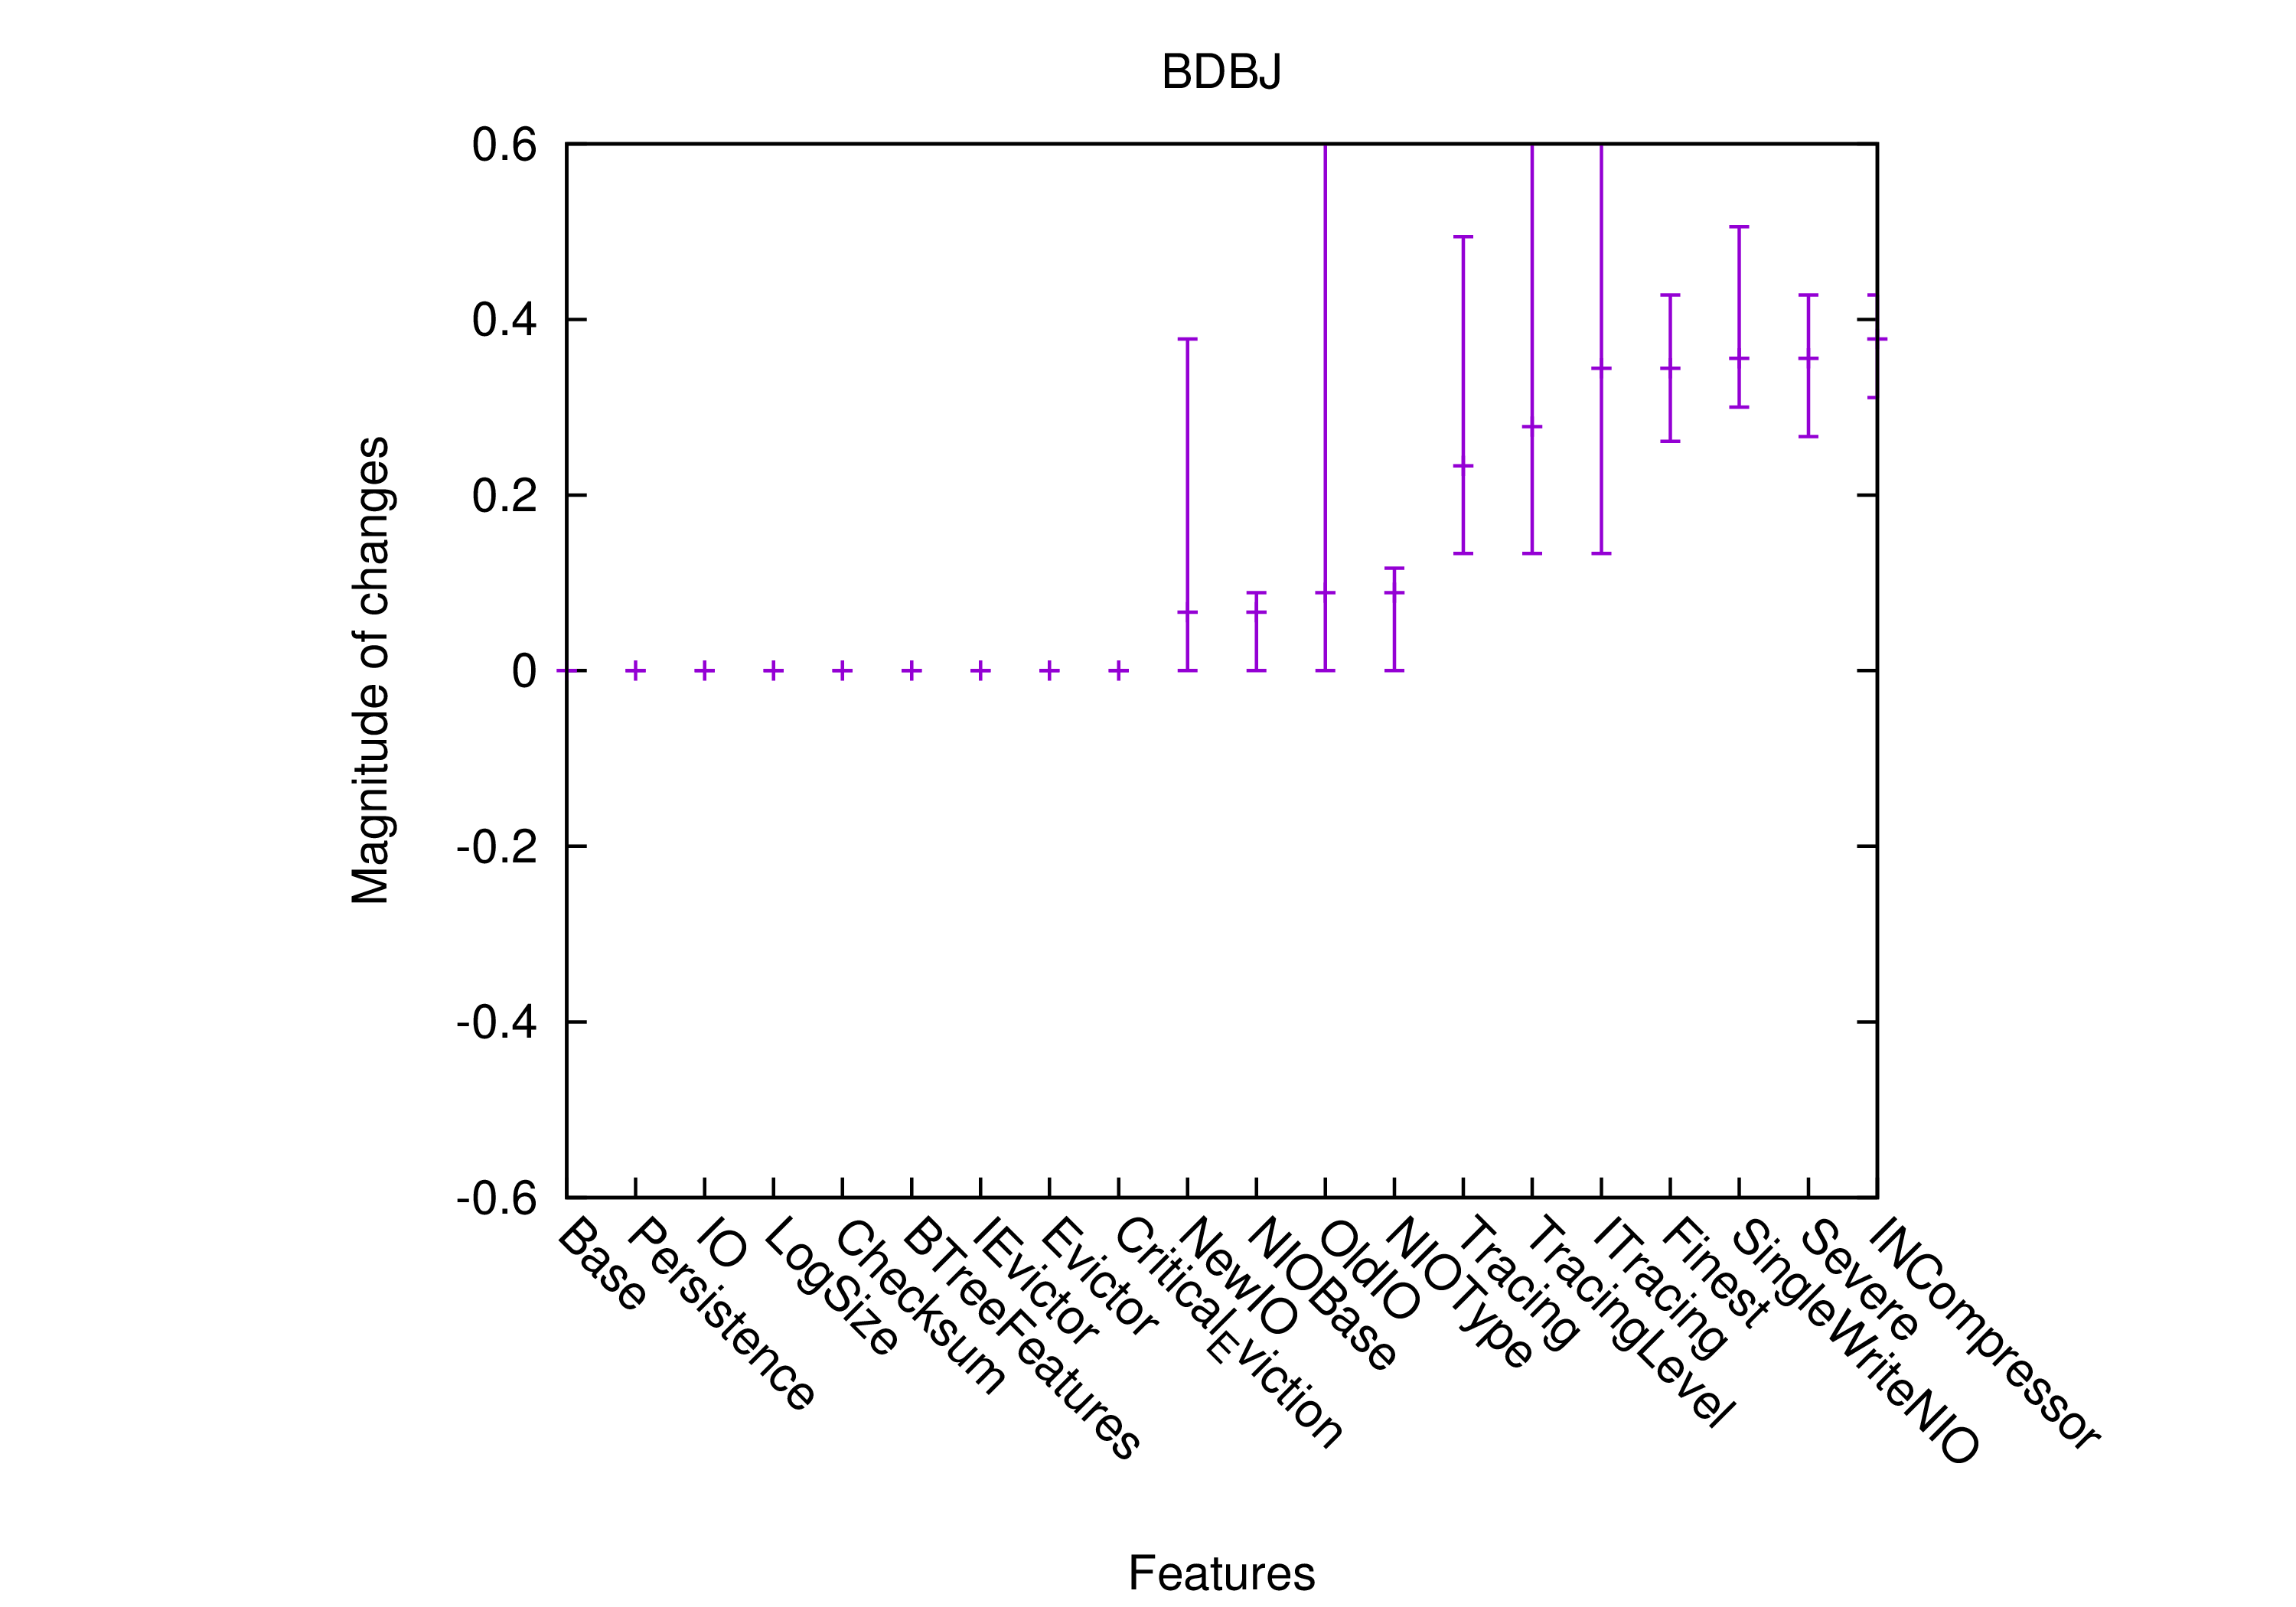 BDBJ
0.6
0.4
0.2
0
-0.2
-0.4
-0.6
Magnitude of changes
Base
Persistence
IO
LogSize
Checksum
BTreeFeatures
IEvictor
Evictor
CriticalEviction
NewIO
NIOBase
OldIO
NIOType
Tracing
TracingLevel
ITracing
Finest
SingleWriteNIO
Severe
INCompressor
Features